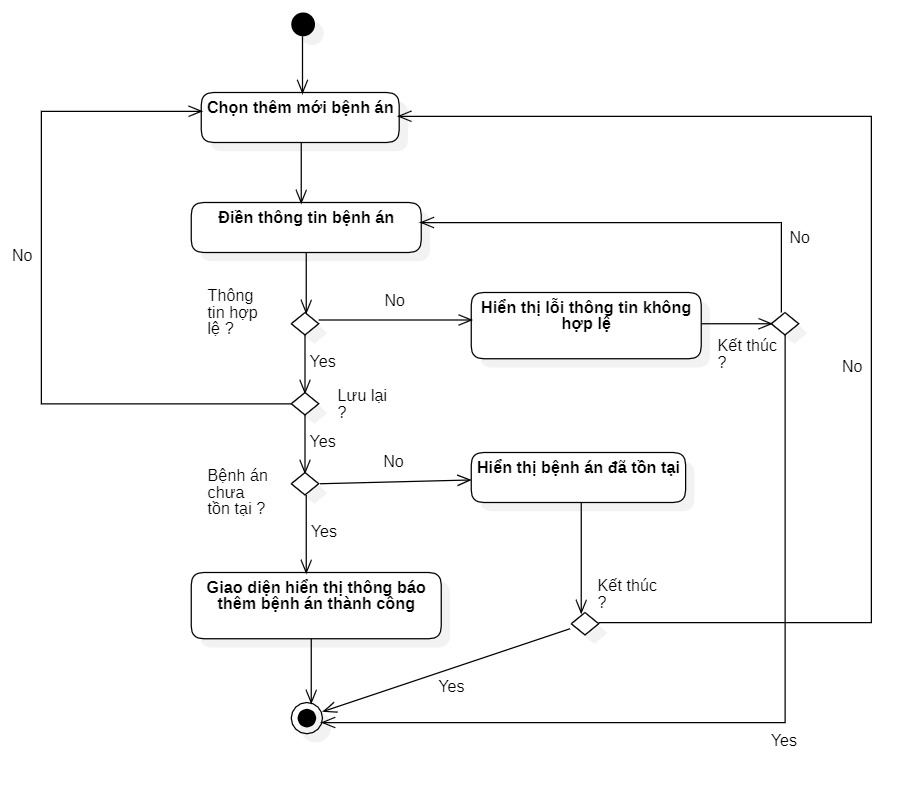 Chọn thêm mới bệnh án
Điền thông tin bệnh án
No
No
Thông
tin hợp
lệ ?
No
Hiển thị lỗi thông tin không
hợp lệ
Kết thúc
?
Yes
No
Lưu lại
?
Yes
Bệnh án
chưa
tồn tại ?
No
Hiển thị bệnh án đã tồn tại
Yes
Giao diện hiển thị thông báo
thêm bệnh án thành công
Kết thúc
?
Yes
Yes